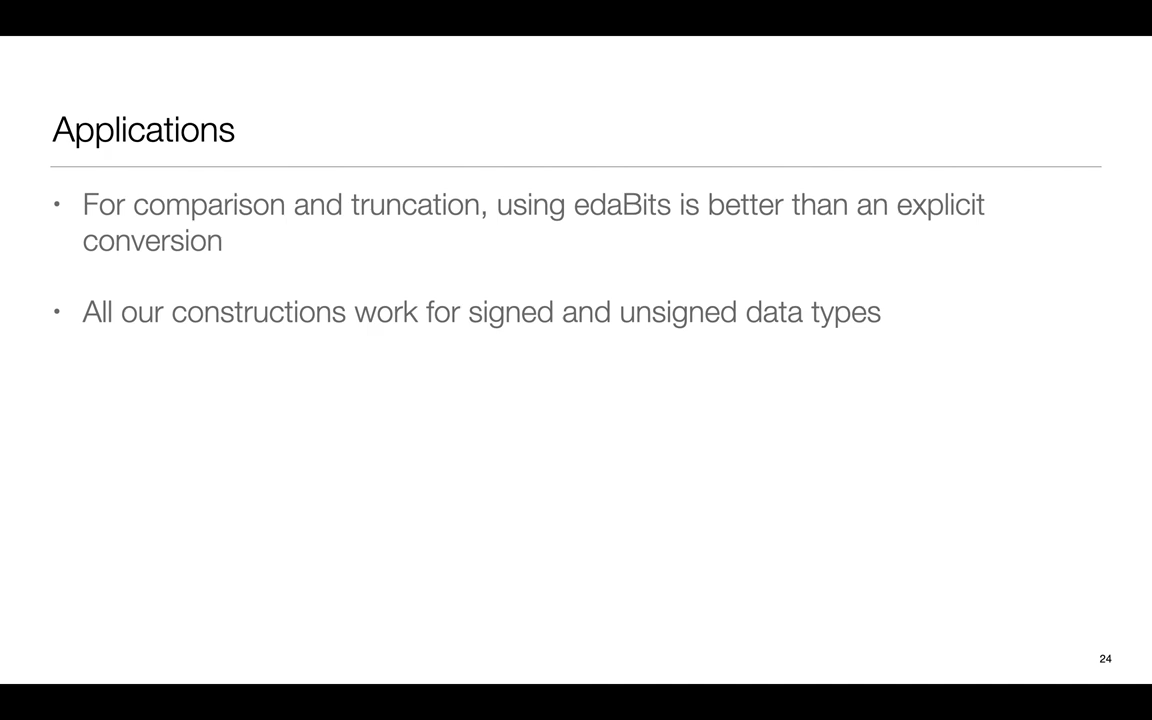 Applications
• For comparison and truncation, using edaBits is better than an explicit
conversion
• All our constructions work for signed and unsigned data types
24